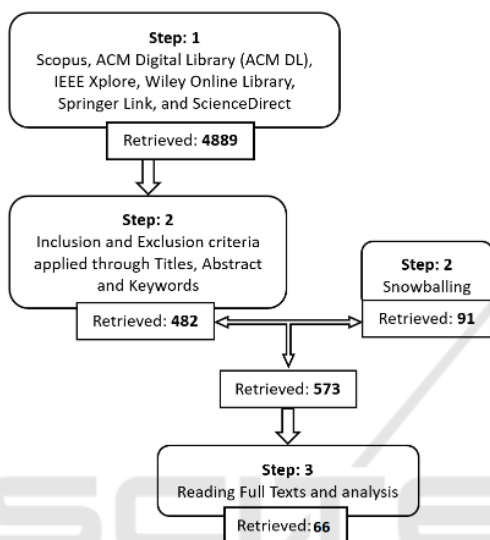 Step: 1
Scopus, ACM Digital Library (ACM DL),
IEEE Xplore, Wiley Online Library,
Springer Link, and ScienceDirect
Retrieved: 4889
Step: 2
Inclusion and Exclusion criteria
applied through Titles, Abstract
and Keywords
Retrieved: 482
Step: 2
Snowballing
Retrieved: 91
Retrieved: 573
Step: 3
Reading Full Texts and analysis
Retrieved: 66